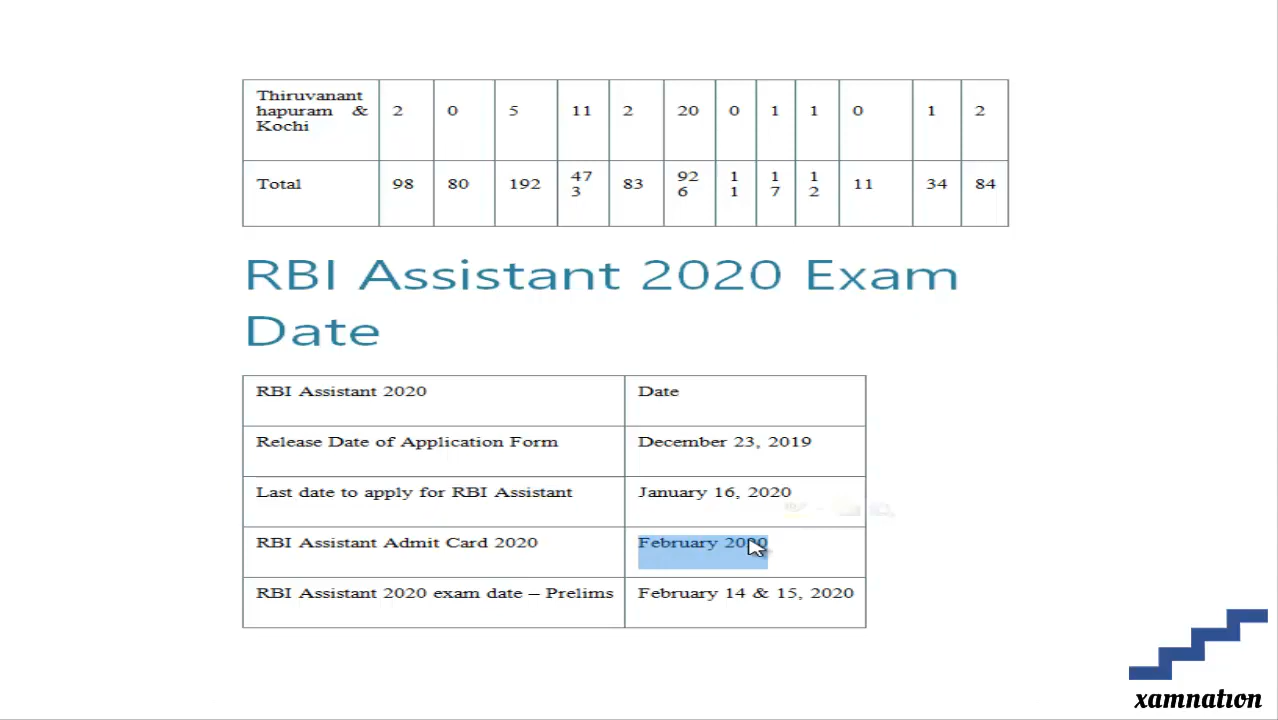 Thiruvanant
hapuram & 2 0 5 11 2 20 0 1 1 0 1 2
Kochi
Total 98 80 192 47 83 92 1 1 1 11 34 84
3 6 1 7 2
RBI Assistant 2020 Exam
Date
RBI Assistant 2020 Date
Release Date of Application Form December 23, 2019
Last date to apply for RBI Assistant January 16, 2020
RBI Assistant Admit Card 2020 February 2020
RBI Assistant 2020 exam date – Prelims February 14 & 15, 2020
xamnation